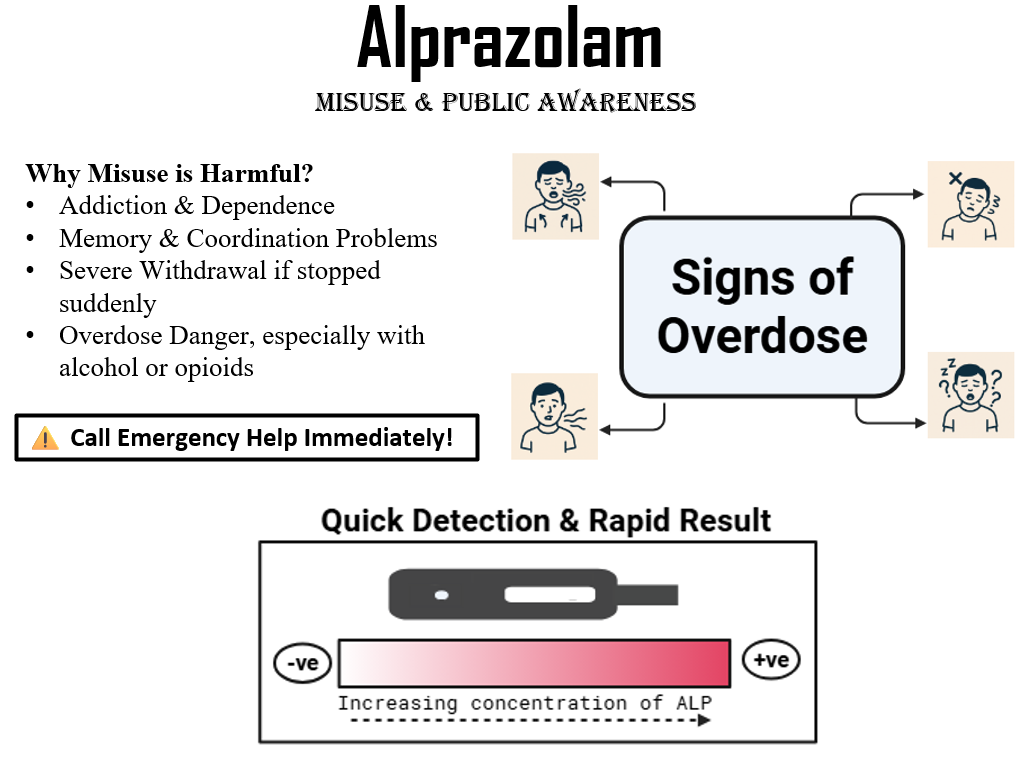 Alprazolam
MISUSE & PUBLIC AWARENESS
Why Misuse is Harmful?
• Addiction & Dependence
• Memory & Coordination Problems
• Severe Withdrawal if stopped
suddenly
• Overdose Danger, especially with
alcohol or opioids
⚠ Call Emergency Help Immediately!
Signs of
Overdose
zzz
? ?
?
Quick Detection & Rapid Result
-ve
+ve
Increasing concentration of ALP